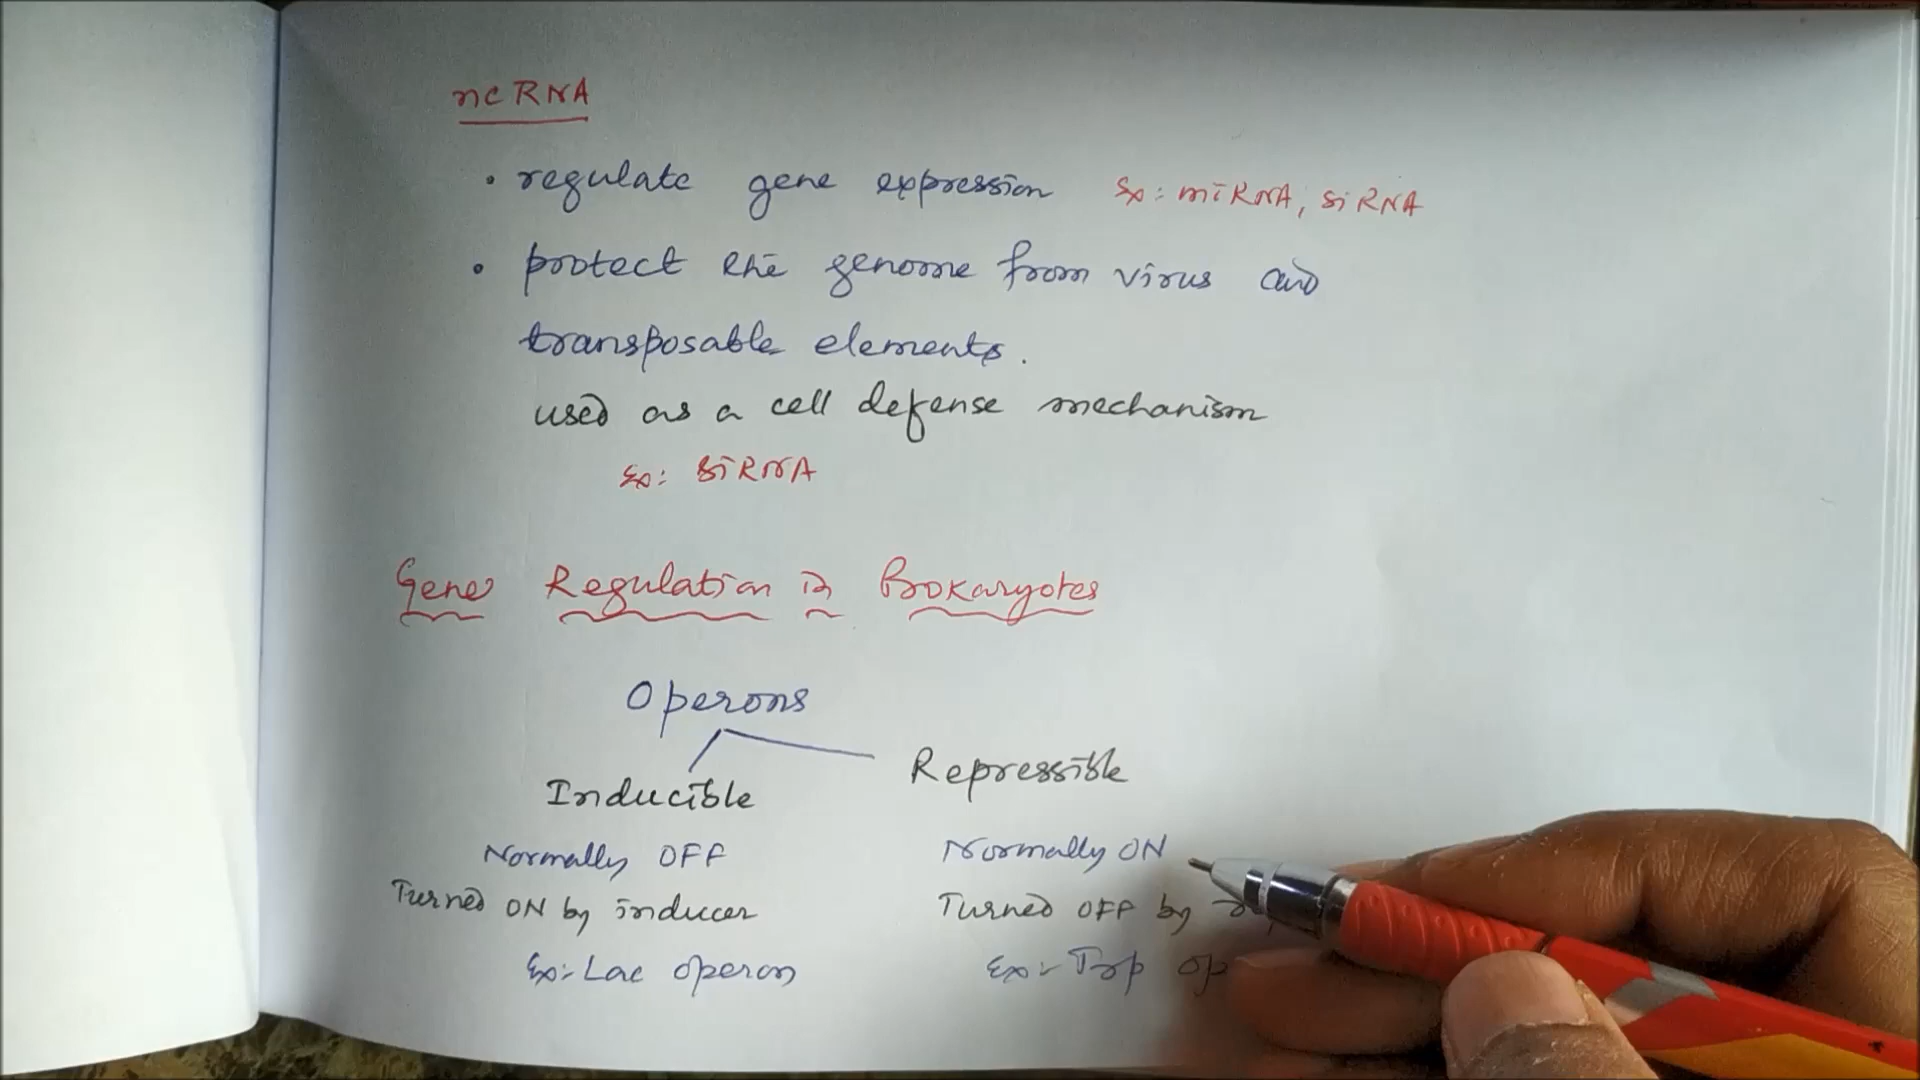 ncRNA
• regulate gene expression Ex: miRNA, siRNA
• protect the genome from virus and
transposable elements.
used as a cell defense mechanism
Ex: siRNA
Gene Regulation in Prokaryotes
Operons
Inducible Repressible
Normally OFF Normally ON
Turned ON by inducer Turned OFF by
Ex:- Lac operon Ex:- Trp op